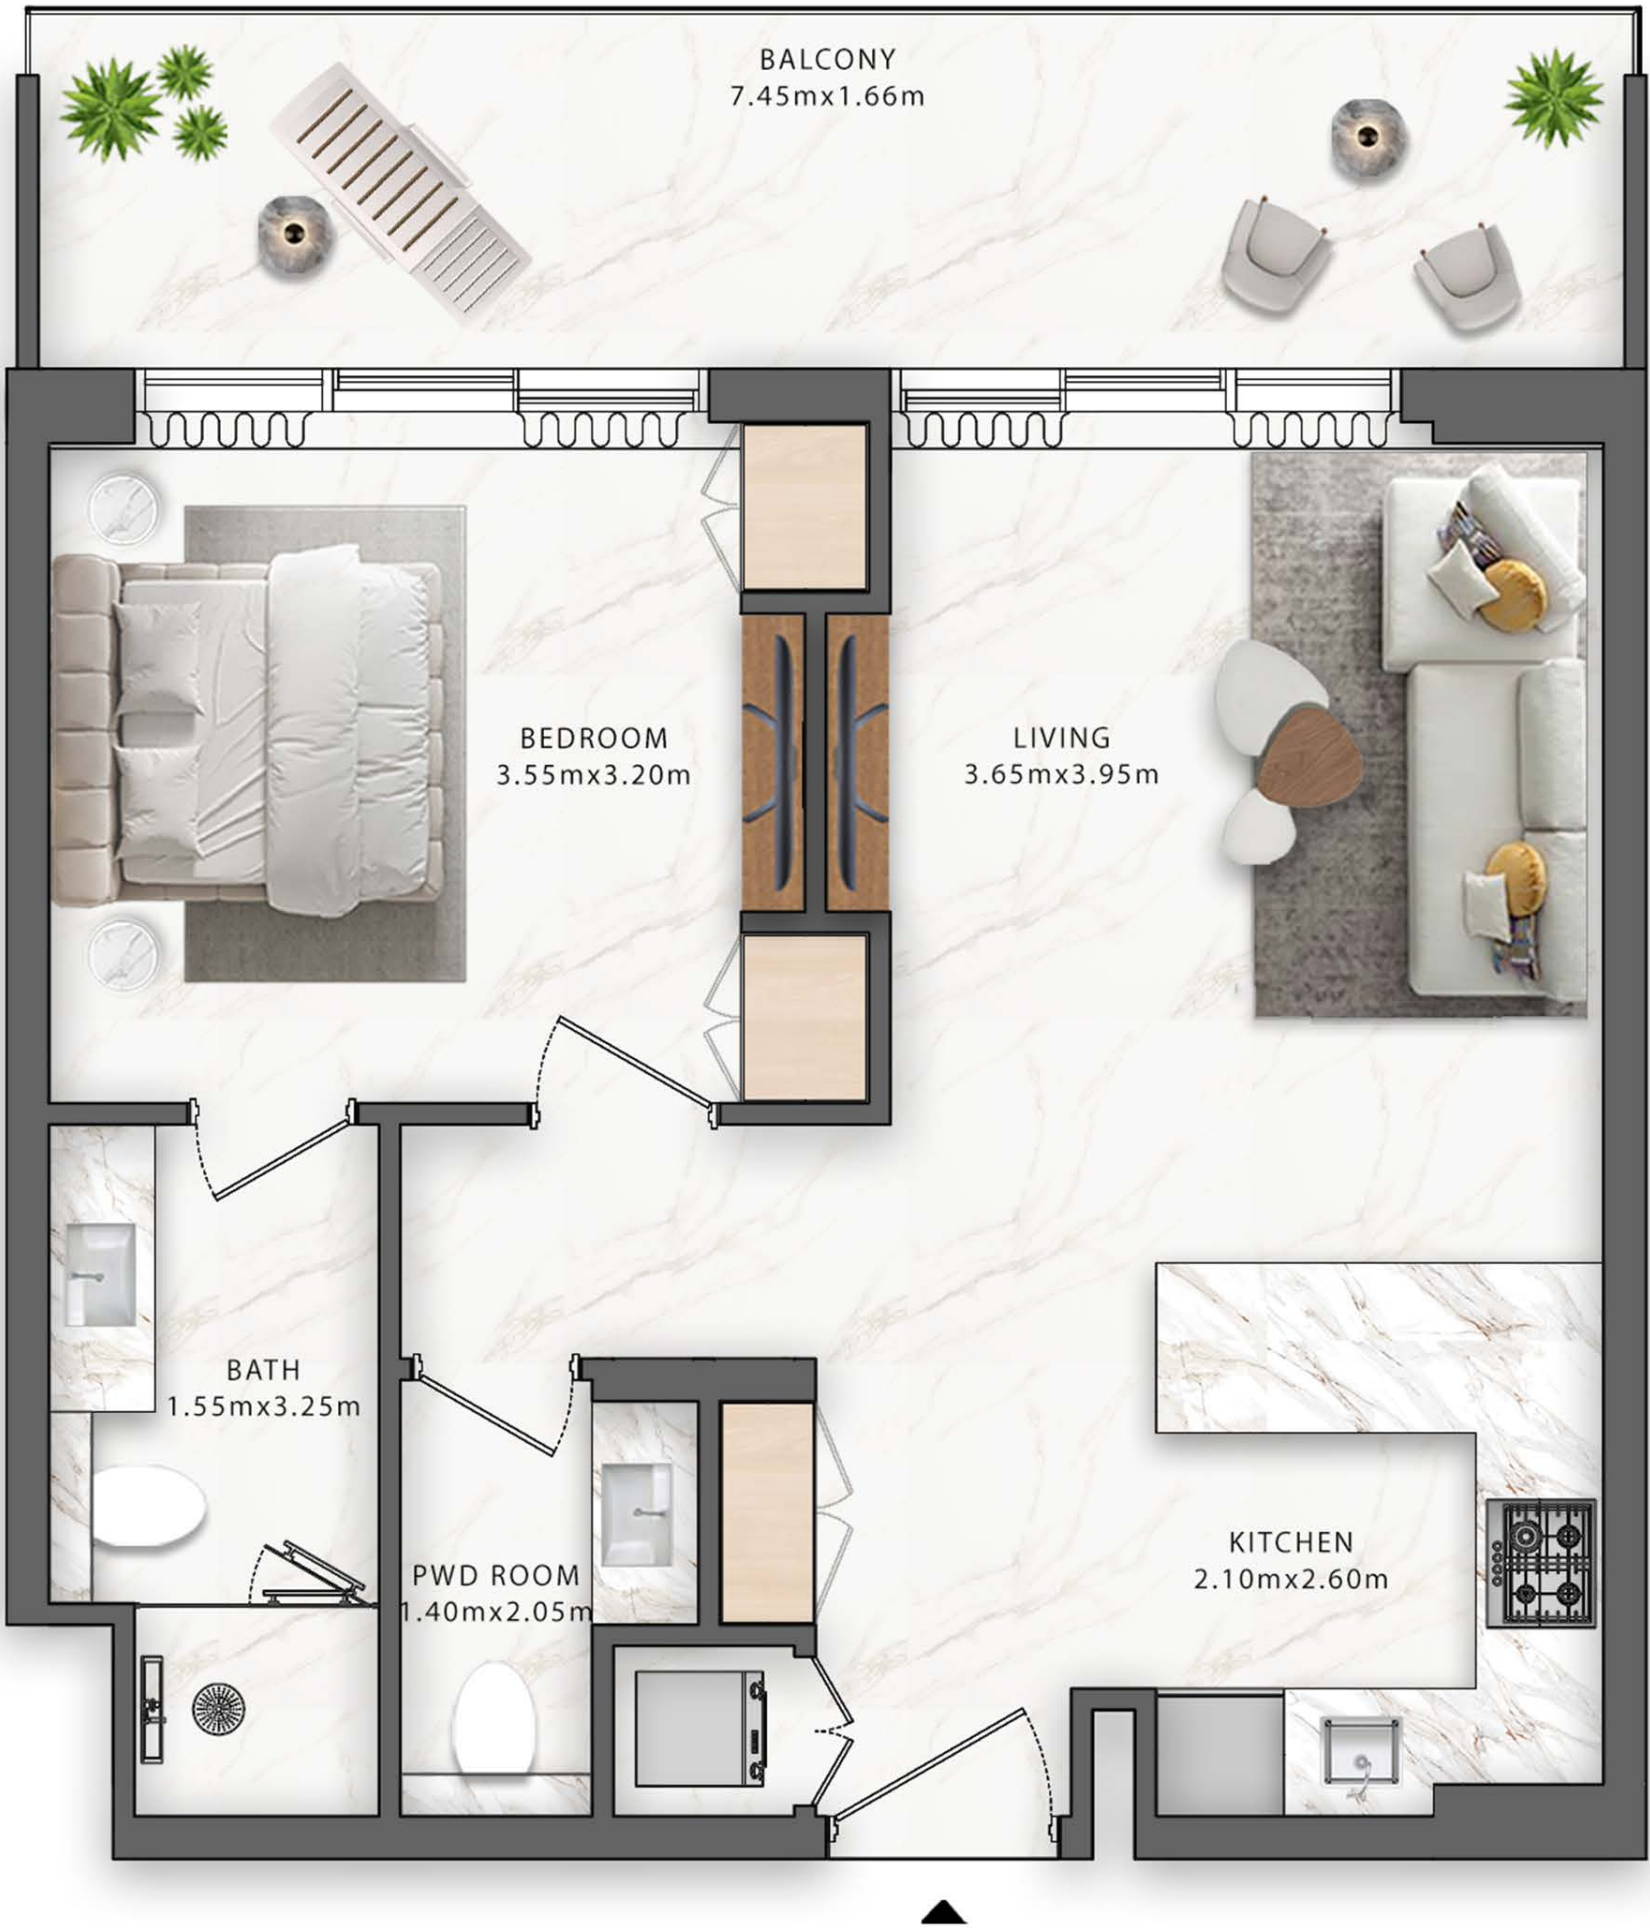 BALCONY
7.45mx1.66m
BEDROOM
3.55mx3.20m
LIVING
3.65mx3.95m
BATH
1.55mx3.25m
KITCHEN
2.10mx2.60m
PWD ROOM
1.40mx2.05m